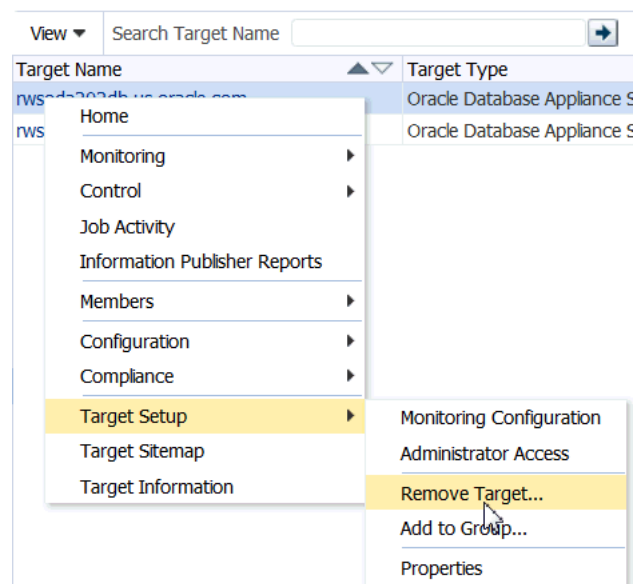 View Search Target Name
Target Name Target Type
Oracle Database Appliance S
rws Oracle Database Appliance S
Home
Monitoring
Control
Job Activity
Information Publisher Reports
Members
Configuration
Compliance
Target Setup
Target Sitemap
Target Information
Monitoring Configuration
Administrator Access
Remove Target...
Add to Group...
Properties